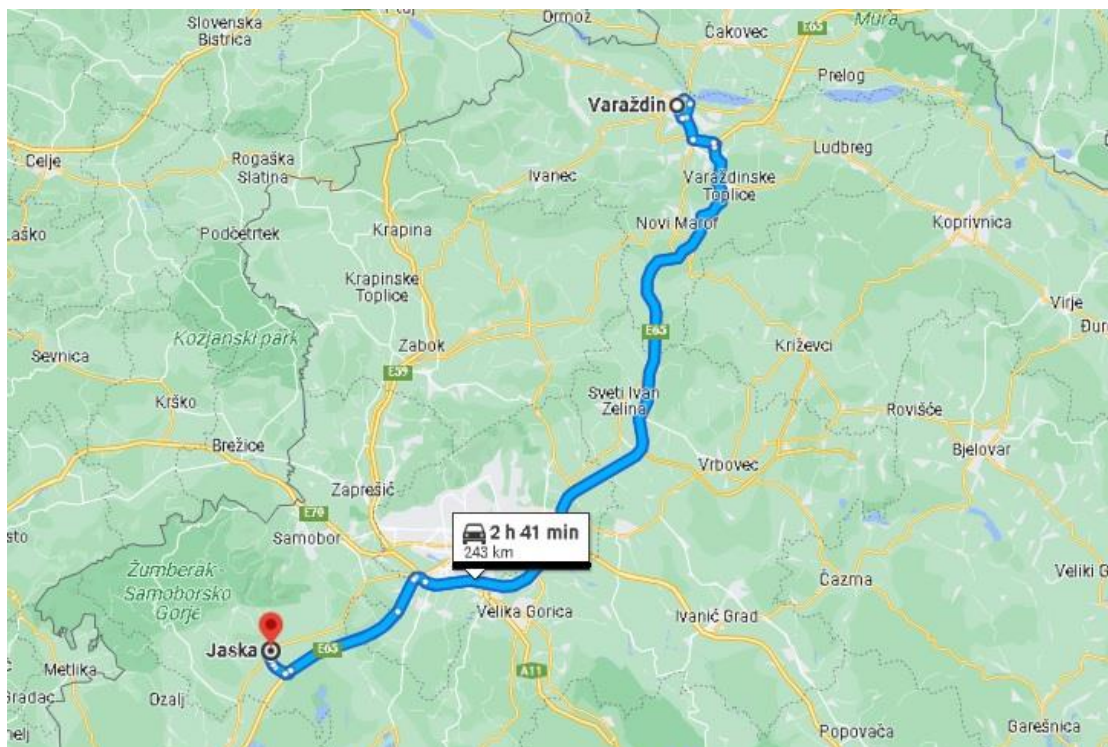 Slovenska
Bistrica
Ormož
E65
Mura
Čakovec
Prelog
Varaždin
Celje
Rogaška
Slatina
Ivanec
Ludbreg
Varaždinske
Toplice
Laško
Podčetrtek
Krapina
Novi Marof
Koprivnica
Krapinske
Toplice
Virje
Kozjanski park
Sevnica
Zabok
E65
Križevci
E59
Krško
Sveti Ivan
Zelina
Rovišće
Brežice
Vrbovec
Bjelovar
Zaprešić
E70
Samobor
2 h 41 min
243 km
Žumberak-
Samoborsko
Gorje
Čazma
Velika Gorica
Ivanić Grad
Jaska
E65
Metlika
A11
Ozalj
Popovača
Garešnica